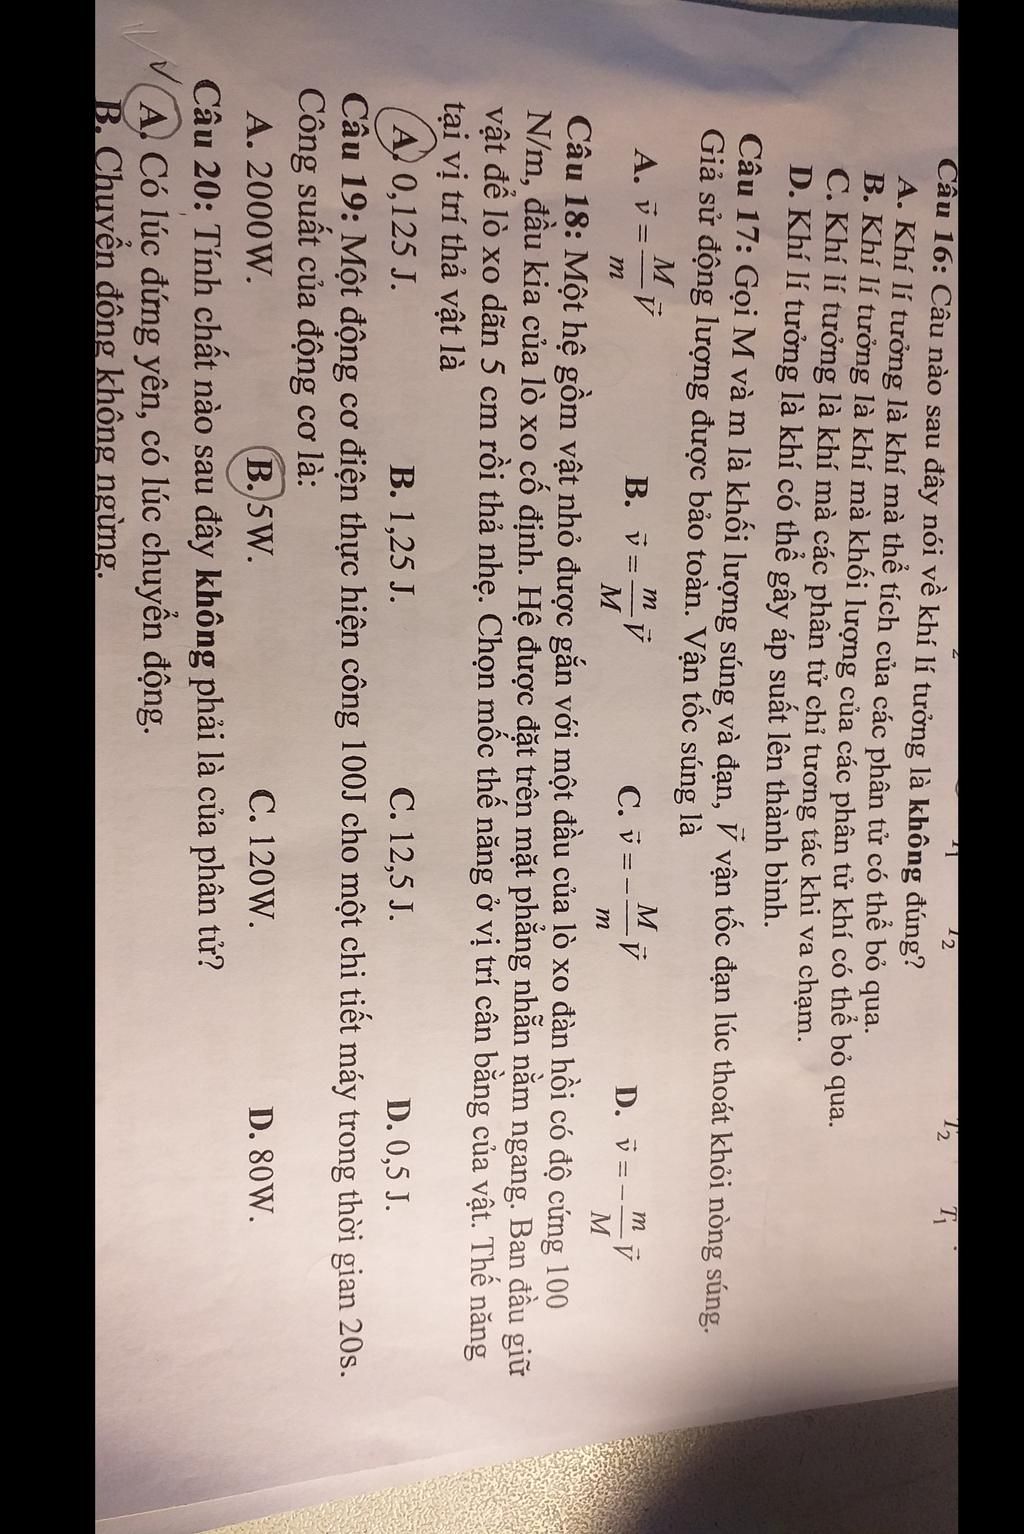 Câu 16: Câu nào sau đây nói về khí lí tưởng là không đúng?
A. Khí lí tưởng là khí mà thể tích của các phân tử có thể bỏ qua.
B. Khí lí tưởng là khí mà khối lượng của các phân tử khí có thể bỏ qua.
C. Khí lí tưởng là khí mà các phân tử chỉ tương tác khi va chạm.
D. Khí lí tưởng là khí có thể gây áp suất lên thành bình.
Câu 17: Gọi M và m là khối lượng súng và đạn, V⃗ vận tốc đạn lúc thoát khỏi nòng súng.
Giả sử động lượng được bảo toàn. Vận tốc súng là
A. v⃗ = M/m V⃗ B. v⃗ = m/M V⃗ C. v⃗ = −M/m V⃗ D. v⃗ = −m/M V⃗
Câu 18: Một hệ gồm vật nhỏ được gắn với một đầu của lò xo đàn hồi có độ cứng 100
N/m, đầu kia của lò xo cố định. Hệ được đặt trên mặt phẳng nhẵn nằm ngang. Ban đầu giữ
vật để lò xo dãn 5 cm rồi thả nhẹ. Chọn mốc thế năng ở vị trí cân bằng của vật. Thế năng
tại vị trí thả vật là
A. 0,125 J. B. 1,25 J. C. 12,5 J. D. 0,5 J.
Câu 19: Một động cơ điện thực hiện công 100J cho một chi tiết máy trong thời gian 20s.
Công suất của động cơ là:
A. 2000W. B. 5W. C. 120W. D. 80W.
Câu 20: Tính chất nào sau đây không phải là của phân tử?
A. Có lúc đứng yên, có lúc chuyển động.
B. Chuyển động không ngừng.